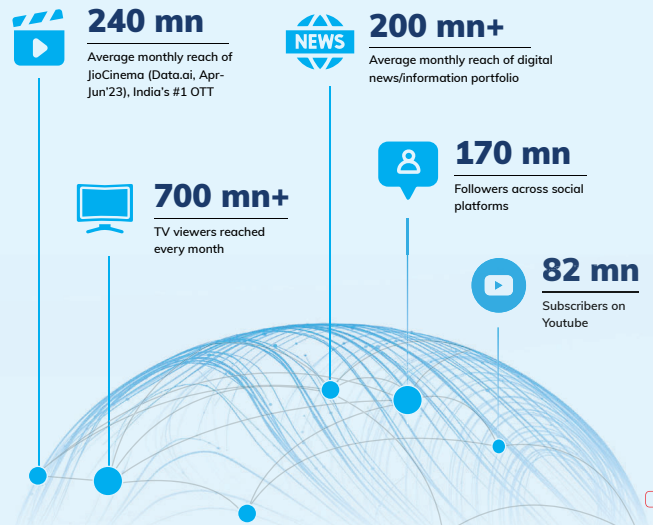 240 mn
Average monthly reach of
JioCinema (Data.ai, Apr-
Jun'23), India's #1 OTT
NEWS
200 mn+
Average monthly reach of digital
news/information portfolio
170 mn
Followers across social
platforms
700 mn+
TV viewers reached
every month
82 mn
Subscribers on
Youtube